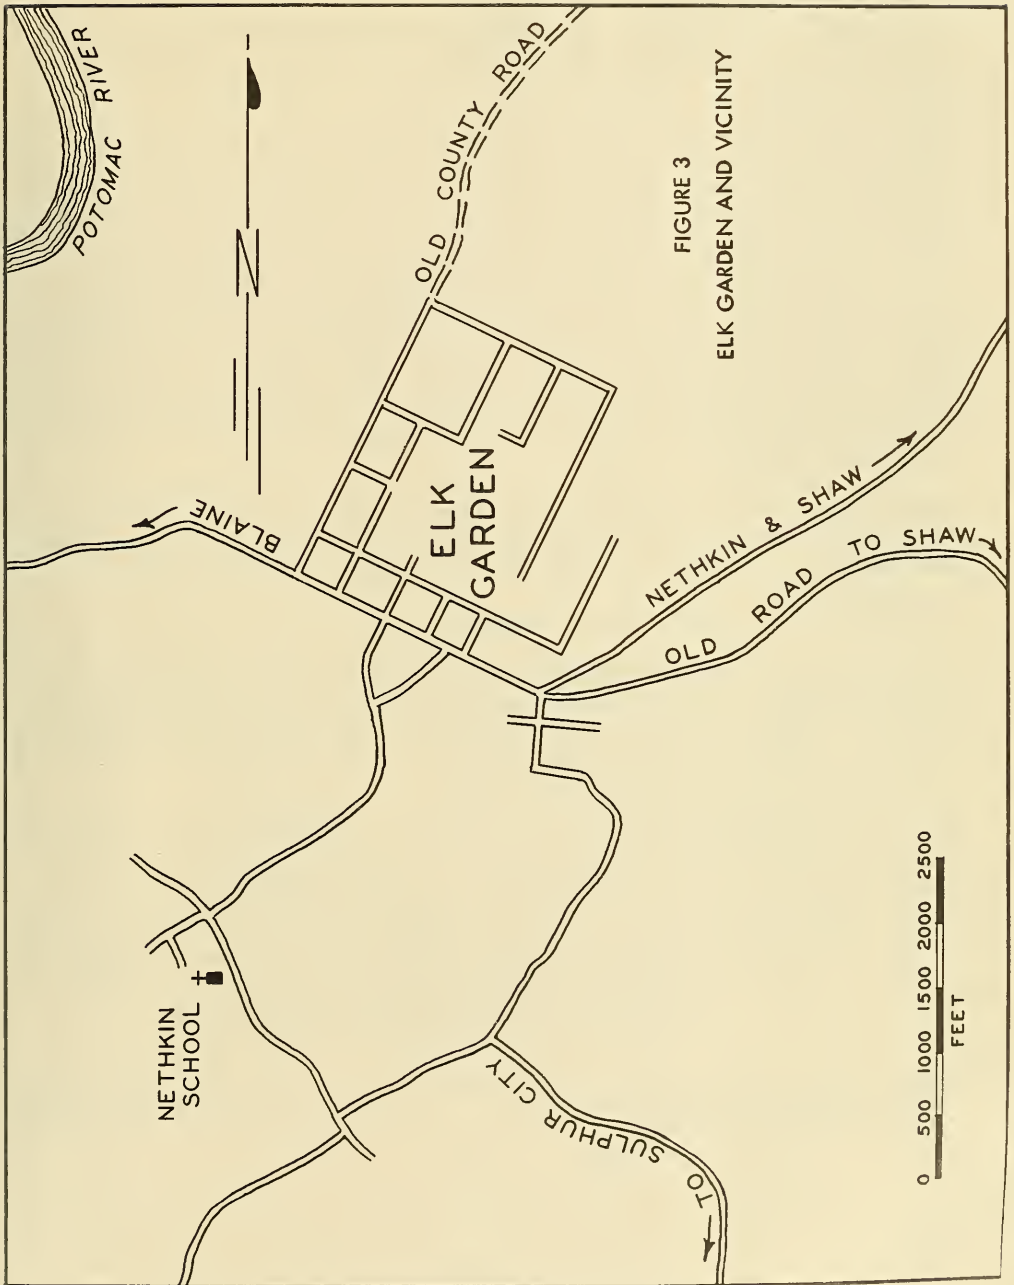 POTOMAC RIVER
N
OLD COUNTY ROAD
FIGURE 3
ELK GARDEN AND VICINITY
BLAINE
ELK
GARDEN
NETHKIN & SHAW
OLD ROAD TO SHAW
NETHKIN
SCHOOL
TO SULPHUR CITY
0 500 1000 1500 2000 2500
FEET